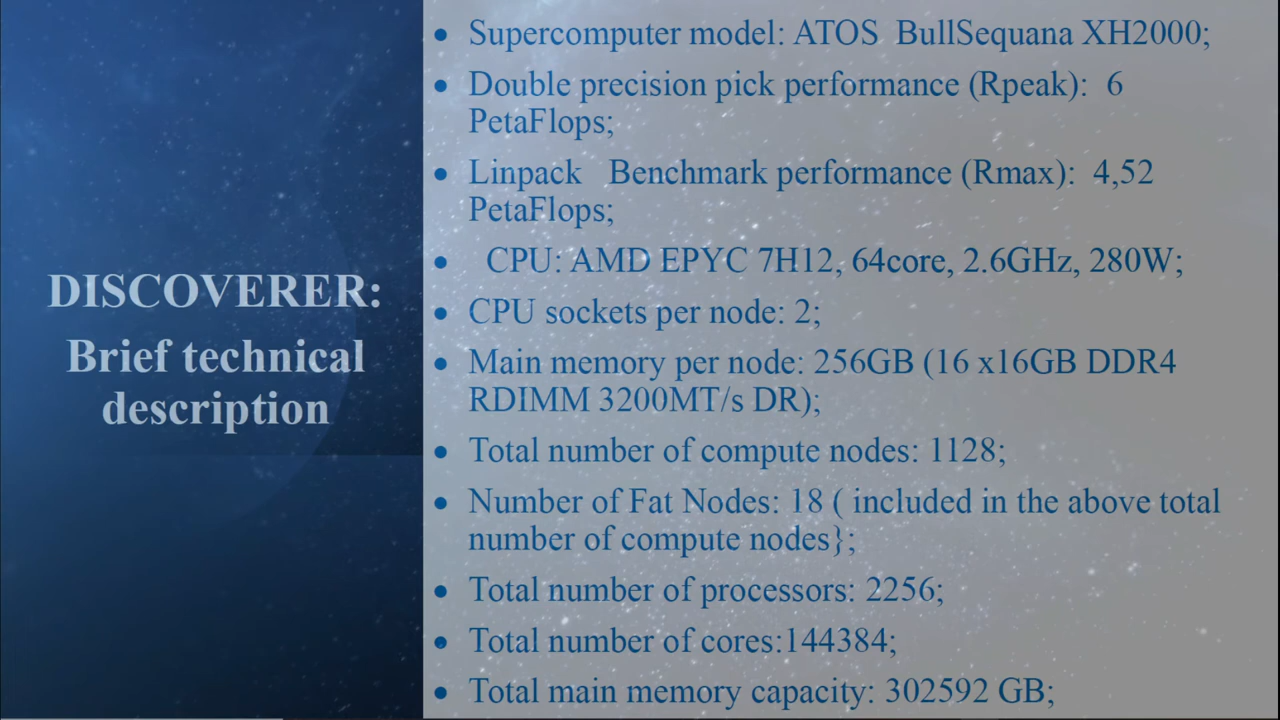 DISCOVERER:
Brief technical
description
• Supercomputer model: ATOS BullSequana XH2000;
• Double precision pick performance (Rpeak): 6
PetaFlops;
• Linpack Benchmark performance (Rmax): 4,52
PetaFlops;
• CPU: AMD EPYC 7H12, 64core, 2.6GHz, 280W;
• CPU sockets per node: 2;
• Main memory per node: 256GB (16 x16GB DDR4
RDIMM 3200MT/s DR);
• Total number of compute nodes: 1128;
• Number of Fat Nodes: 18 ( included in the above total
number of compute nodes};
• Total number of processors: 2256;
• Total number of cores:144384;
• Total main memory capacity: 302592 GB;